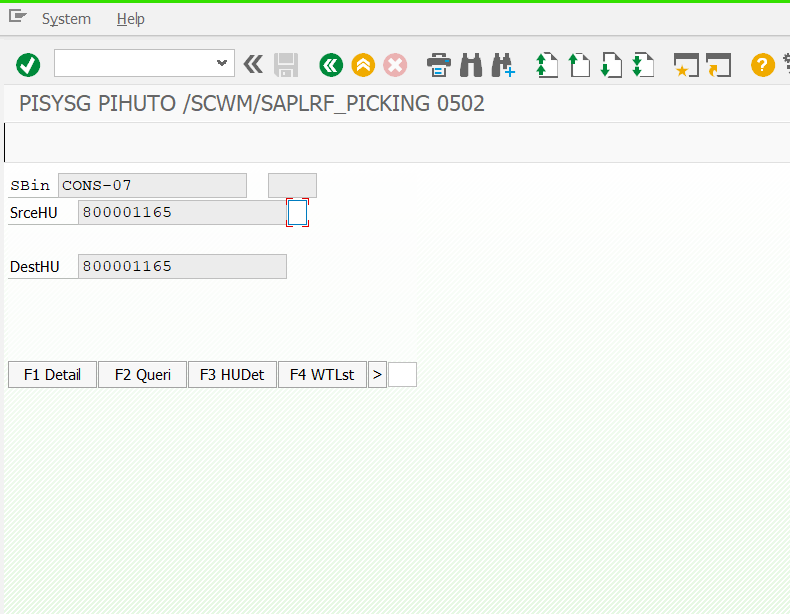 System Help
PISYSG PIHUTO /SCWM/SAPLRF_PICKING 0502
SBin CONS-07
SrceHU 800001165
DestHU 800001165
F1 Detail F2 Queri F3 HUDet F4 WTLst >